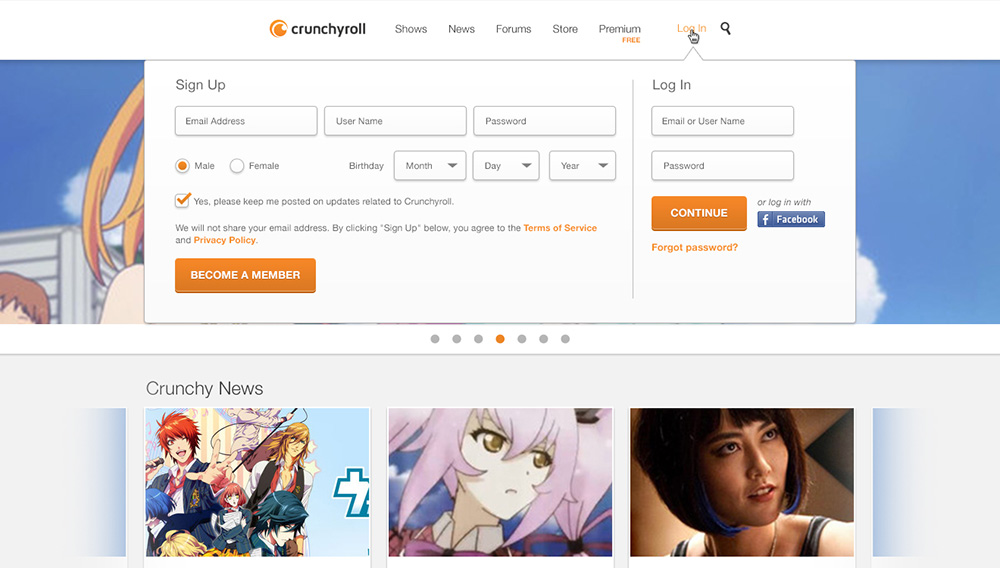 crunchyroll Shows News Forums Store Premium Log In
FREE
Sign Up
Email Address User Name Password
Male Female Birthday Month Day Year
Yes, please keep me posted on updates related to Crunchyroll.
We will not share your email address. By clicking "Sign Up" below, you agree to the Terms of Service
and Privacy Policy.
BECOME A MEMBER
Log In
Email or User Name
Password
CONTINUE
or log in with
f Facebook
Forgot password?
Crunchy News